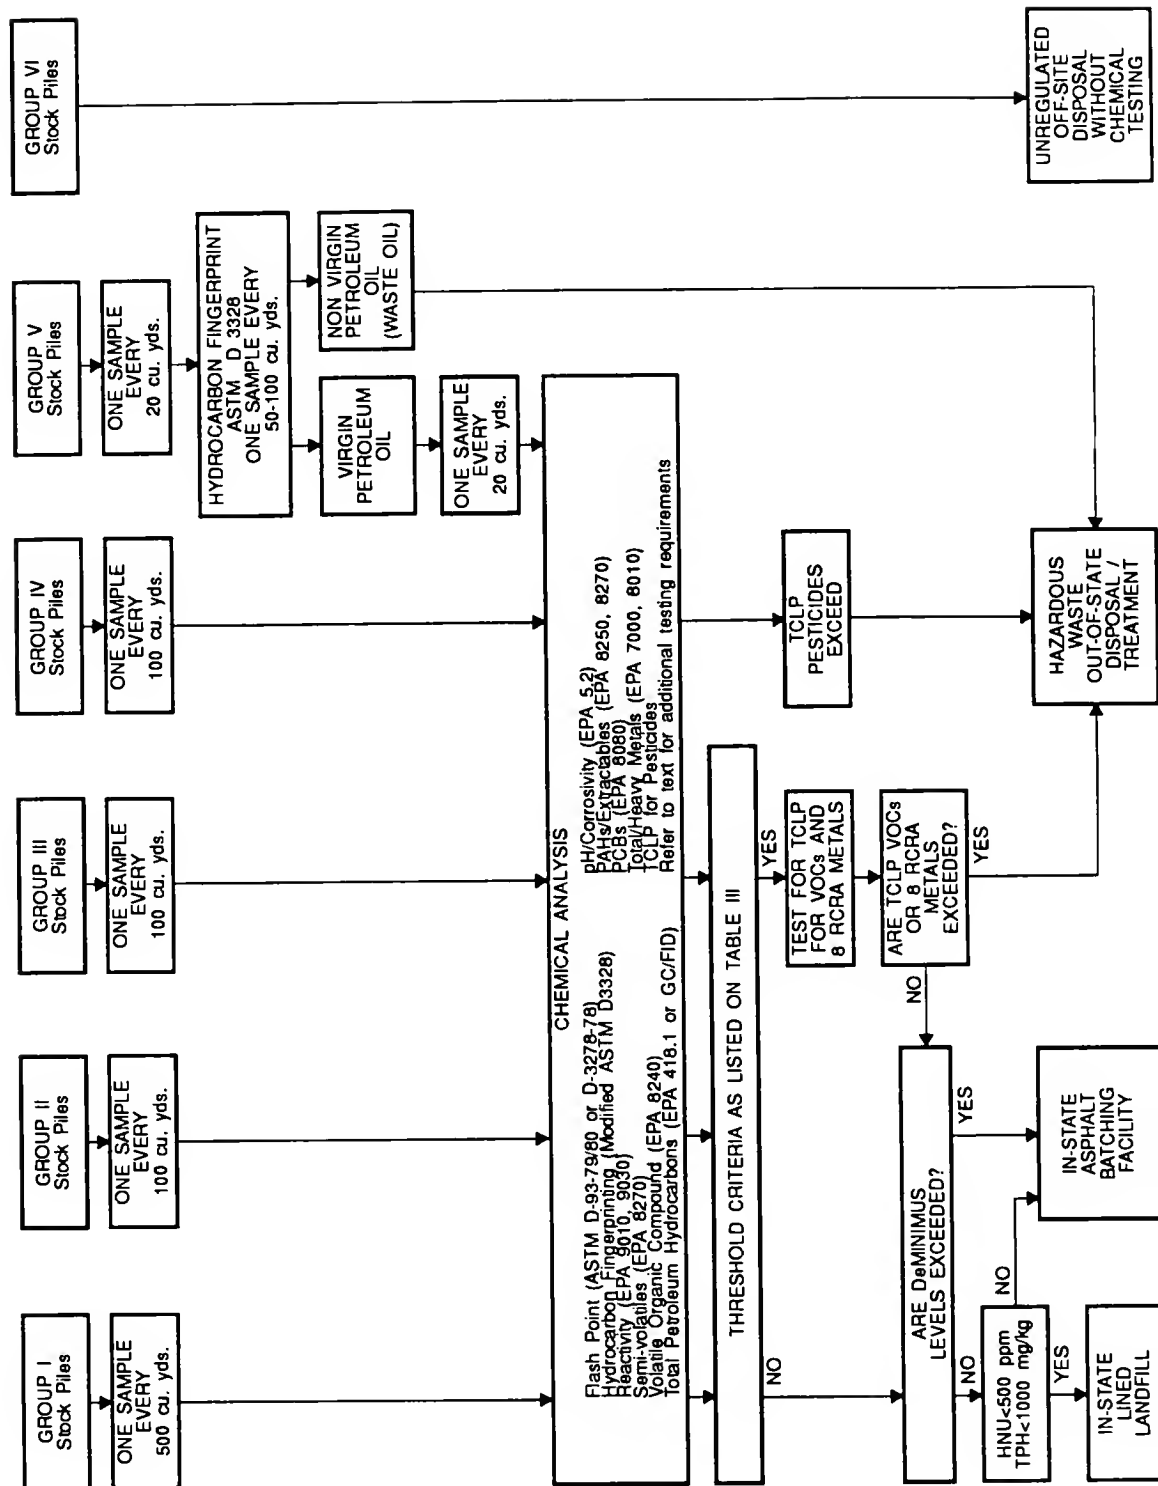 GROUP I
Stock Piles
ONE SAMPLE
EVERY
500 cu. yds.
GROUP II
Stock Piles
ONE SAMPLE
EVERY
100 cu. yds.
GROUP III
Stock Piles
ONE SAMPLE
EVERY
100 cu. yds.
GROUP IV
Stock Piles
ONE SAMPLE
EVERY
100 cu. yds.
GROUP V
Stock Piles
ONE SAMPLE
EVERY
20 cu. yds.
HYDROCARBON FINGERPRINT
ASTM D 3328
ONE SAMPLE EVERY
50-100 cu. yds.
VIRGIN
PETROLEUM
OIL
ONE SAMPLE
EVERY
20 cu. yds.
NON VIRGIN
PETROLEUM
OIL
(WASTE OIL)
GROUP VI
Stock Piles
UNREGULATED
OFF-SITE
DISPOSAL
WITHOUT
CHEMICAL
TESTING
CHEMICAL ANALYSIS
Flash Point (ASTM D-93-79/80 or D-3278-78)
Hydrocarbon Fingerprinting (Modified ASTM D3328)
Reactivity (EPA 9010, 9030)
Semi-volatiles (EPA 8270)
Volatile Organic Compound (EPA 8240)
Total Petroleum Hydrocarbons (EPA 418.1 or GC/FID)
pH/Corrosivity (EPA 5.2)
PAHs/Extractables (EPA 8250, 8270)
PCBs (EPA 8080)
Total/Heavy Metals (EPA 7000, 6010)
TCLP for Pesticides
Refer to text for additional testing requirements
THRESHOLD CRITERIA AS LISTED ON TABLE III
NO
YES
TEST FOR TCLP
FOR VOCs AND
8 RCRA METALS
ARE TCLP VOCs
OR 8 RCRA
METALS
EXCEEDED?
NO
YES
TCLP
PESTICIDES
EXCEED
HAZARDOUS
WASTE
OUT-OF-STATE
DISPOSAL /
TREATMENT
ARE DeMINIMUS
LEVELS EXCEEDED?
NO
YES
HNU<500 ppm
TPH<1000 mg/kg
NO
YES
IN-STATE
LINED
LANDFILL
IN-STATE
ASPHALT
BATCHING
FACILITY